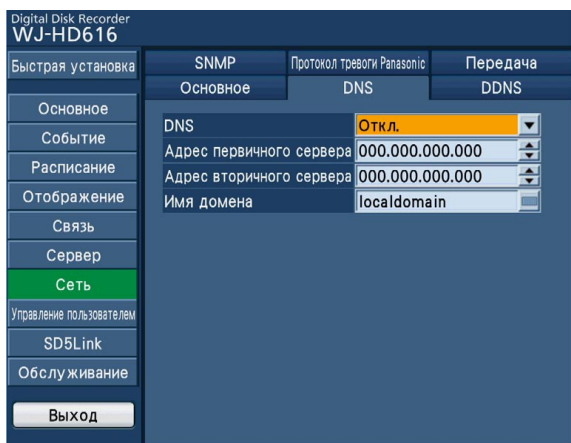 Digital Disk Recorder
WJ-HD616
Быстрая установка
Основное
Событие
Расписание
Отображение
Связь
Сервер
Сеть
Управление пользователем
SD5Link
Обслуживание
Выход
SNMP
Протокол тревоги Panasonic
Передача
Основное
DNS
DDNS
DNS Откл.
Адрес первичного сервера 000.000.000.000
Адрес вторичного сервера 000.000.000.000
Имя домена localdomain